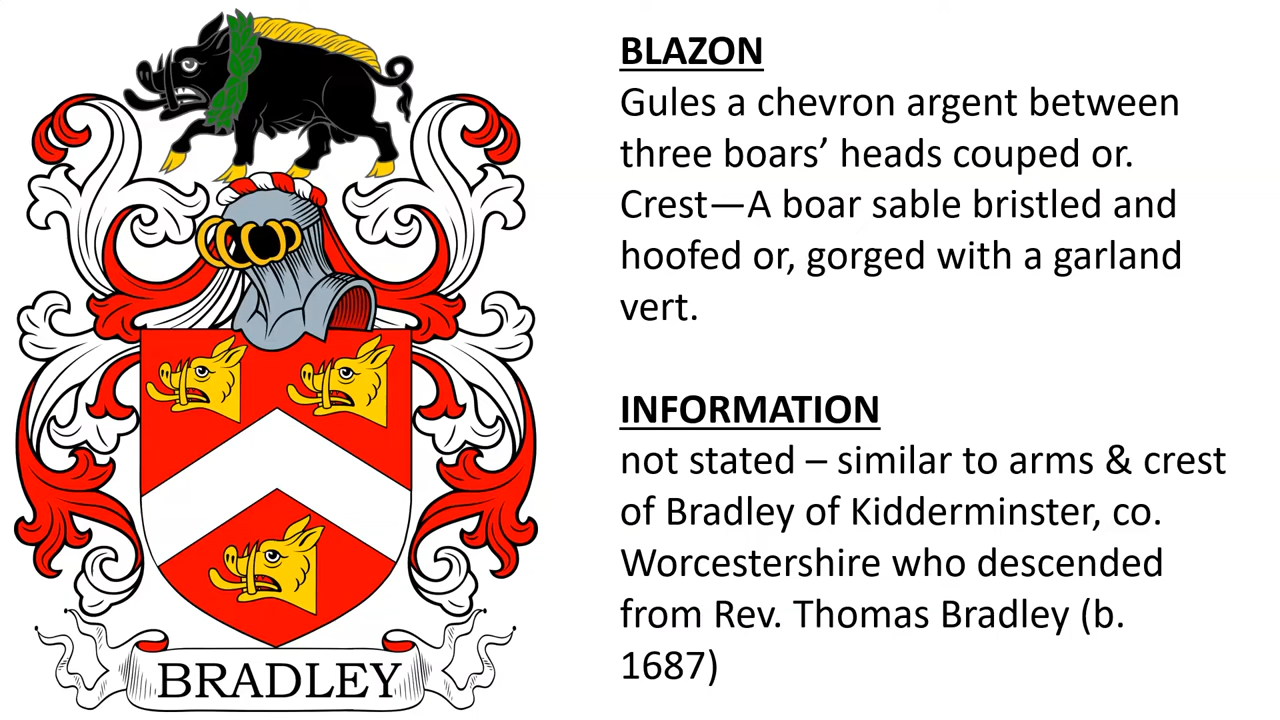 BLAZON
Gules a chevron argent between
three boars’ heads couped or.
Crest—A boar sable bristled and
hoofed or, gorged with a garland
vert.
INFORMATION
not stated – similar to arms & crest
of Bradley of Kidderminster, co.
Worcestershire who descended
from Rev. Thomas Bradley (b.
1687)
BRADLEY